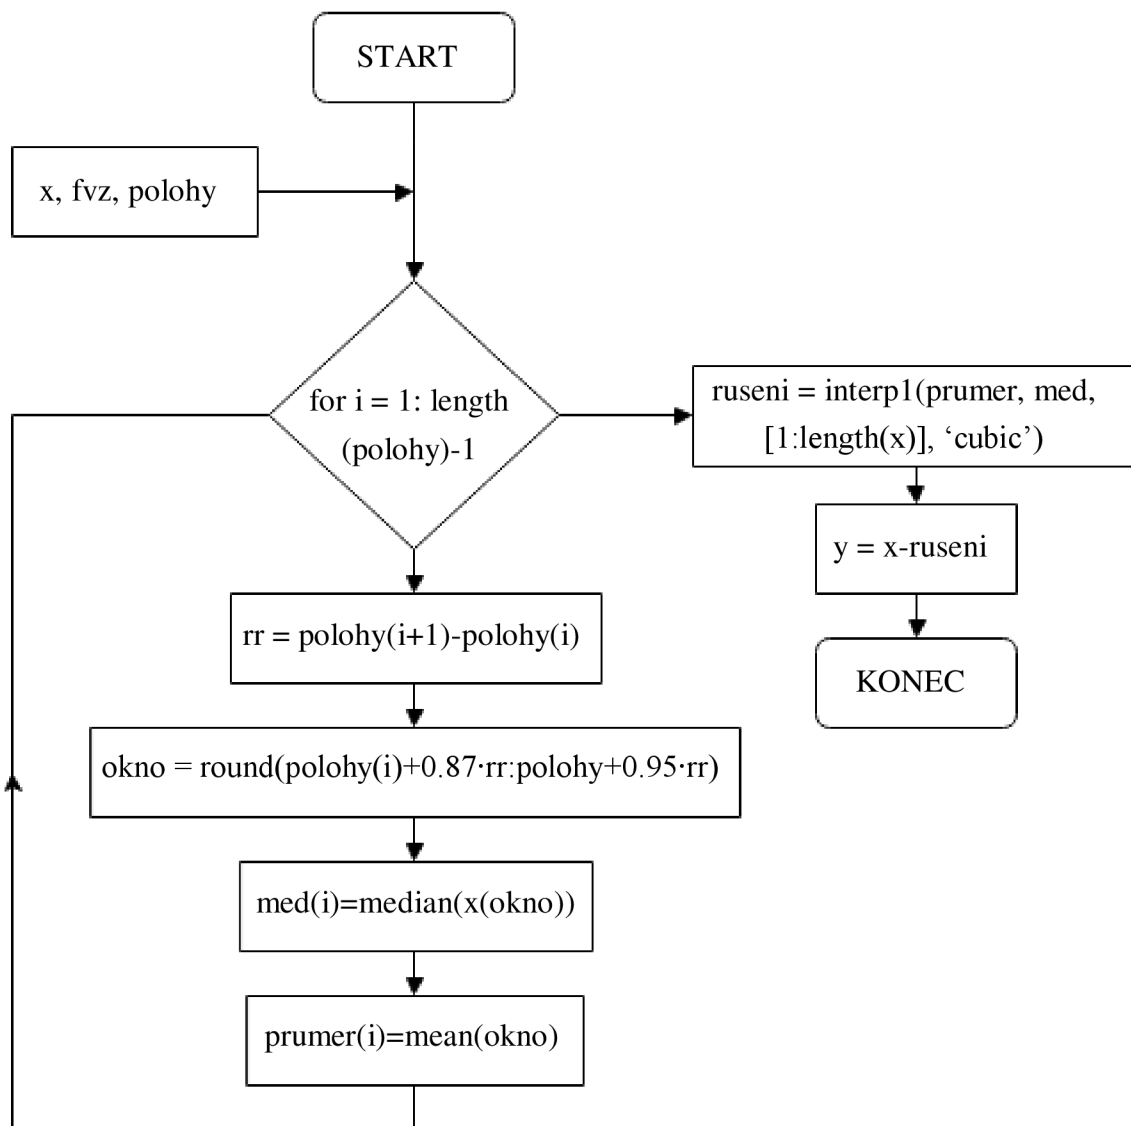 START
x, fvz, polohy
for i = 1: length
(polohy)-1
ruseni = interp1(prumer, med,
[1:length(x)], ‘cubic’)
y = x-ruseni
KONEC
rr = polohy(i+1)-polohy(i)
okno = round(polohy(i)+0.87·rr:polohy+0.95·rr)
med(i)=median(x(okno))
prumer(i)=mean(okno)